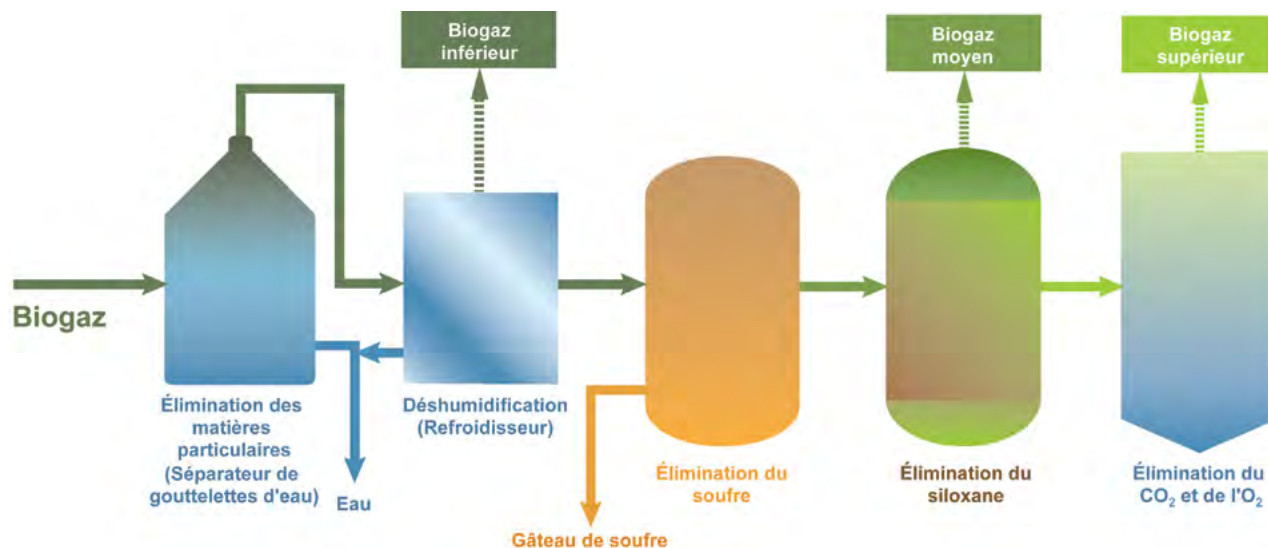 Biogaz
inférieur
Biogaz
moyen
Biogaz
supérieur
Biogaz
Élimination des
matières
particulaires
(Séparateur de
gouttelettes d'eau)
Eau
Déshumidification
(Refroidisseur)
Gâteau de soufre
Élimination du
soufre
Élimination du
siloxane
Élimination du
CO₂ et de l'O₂